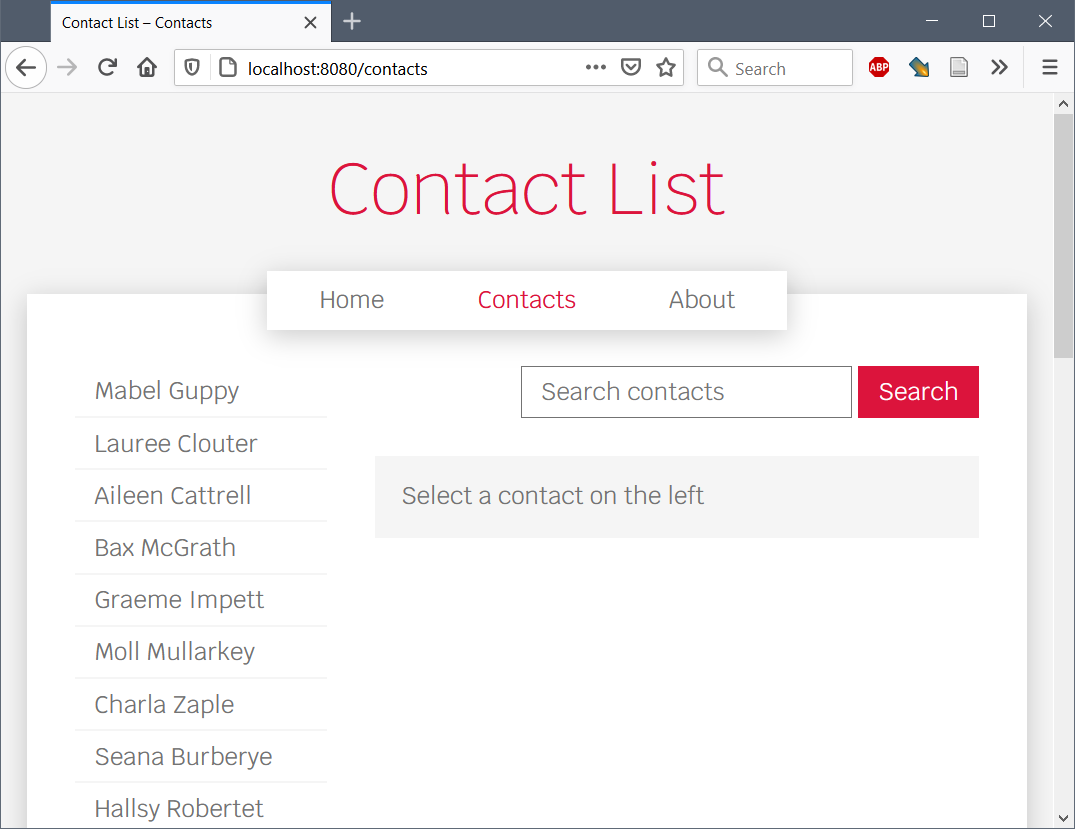 Contact List – Contacts
localhost:8080/contacts
Search
ABP
Contact List
Home Contacts About
Search contacts Search
Select a contact on the left
Mabel Guppy
Lauree Clouter
Aileen Cattrell
Bax McGrath
Graeme Impett
Moll Mullarkey
Charla Zaple
Seana Burberye
Hallsy Robertet